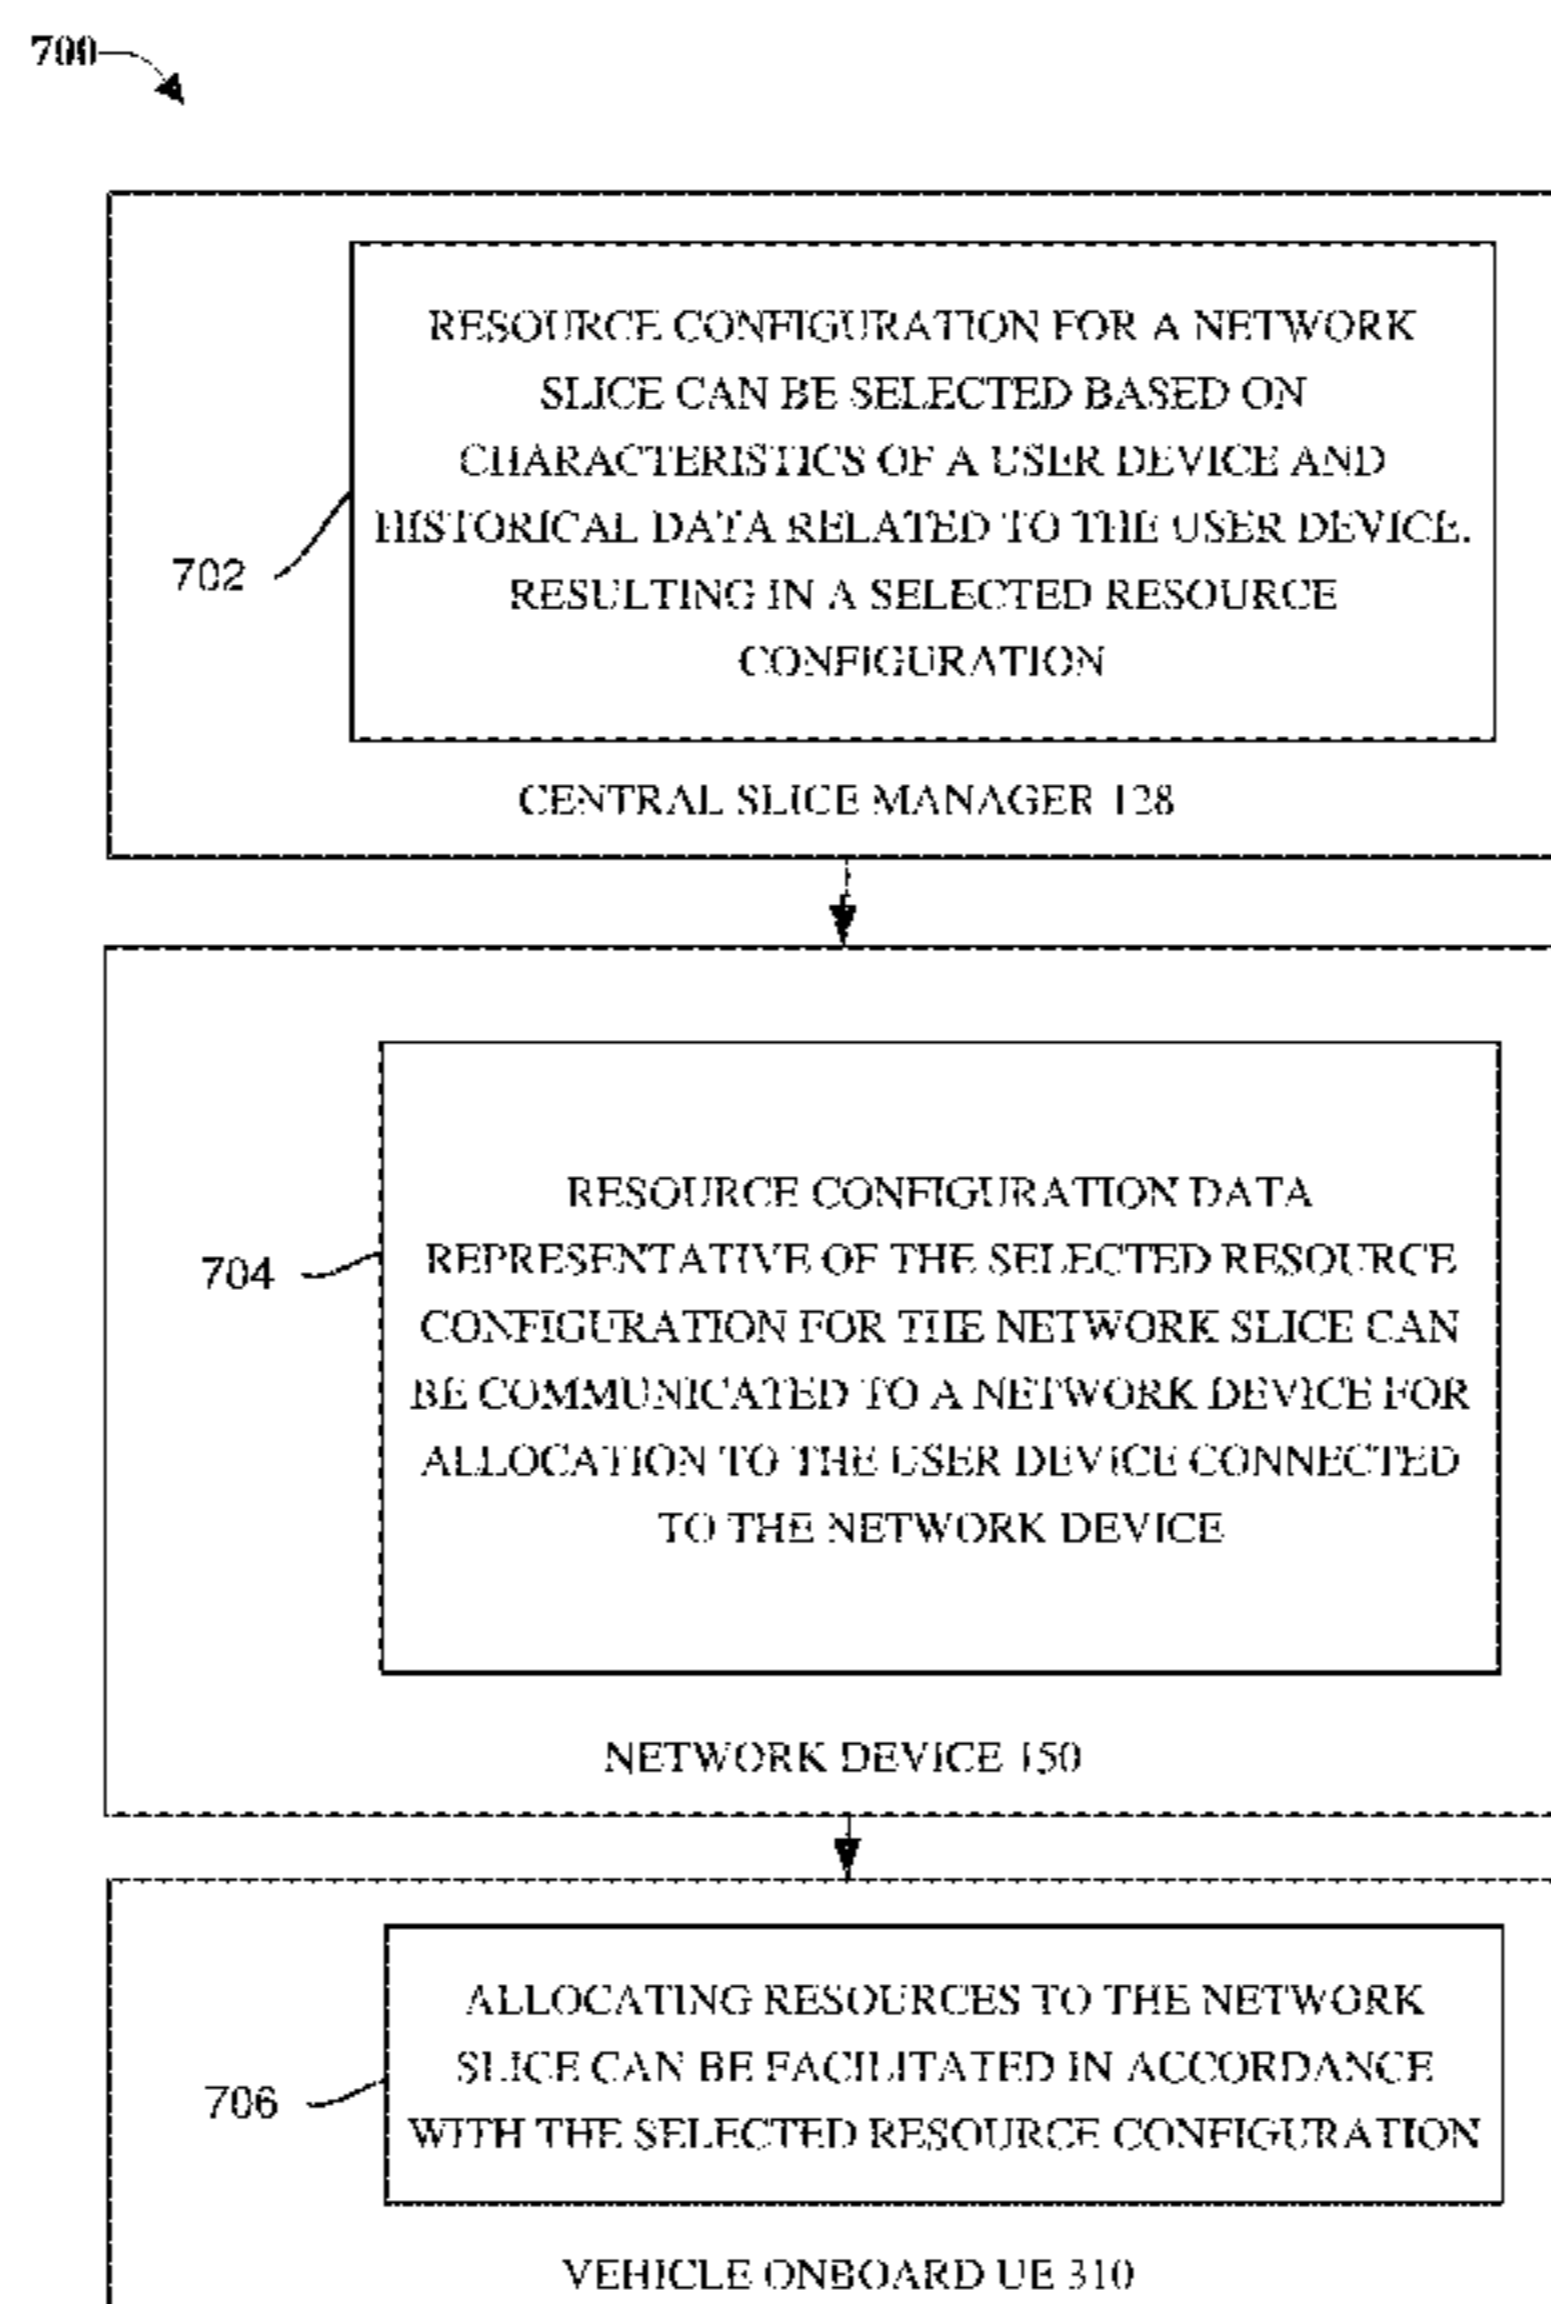 700
RESOURCE CONFIGURATION FOR A NETWORK
SLICE CAN BE SELECTED BASED ON
CHARACTERISTICS OF A USER DEVICE AND
HISTORICAL DATA RELATED TO THE USER DEVICE.
702
RESULTING IN A SELECTED RESOURCE
CONFIGURATION
CENTRAL SLICE MANAGER 128
RESOURCE CONFIGURATION DATA
REPRESENTATIVE OF THE SELECTED RESOURCE
704
CONFIGURATION FOR THE NETWORK SLICE CAN
BE COMMUNICATED TO A NETWORK DEVICE FOR
ALLOCATION TO THE USER DEVICE CONNECTED
TO THE NETWORK DEVICE
NETWORK DEVICE 150
ALLOCATING RESOURCES TO THE NETWORK
SLICE CAN BE FACILITATED IN ACCORDANCE
706
WITH THE SELECTED RESOURCE CONFIGURATION
VEHICLE ONBOARD UE 310